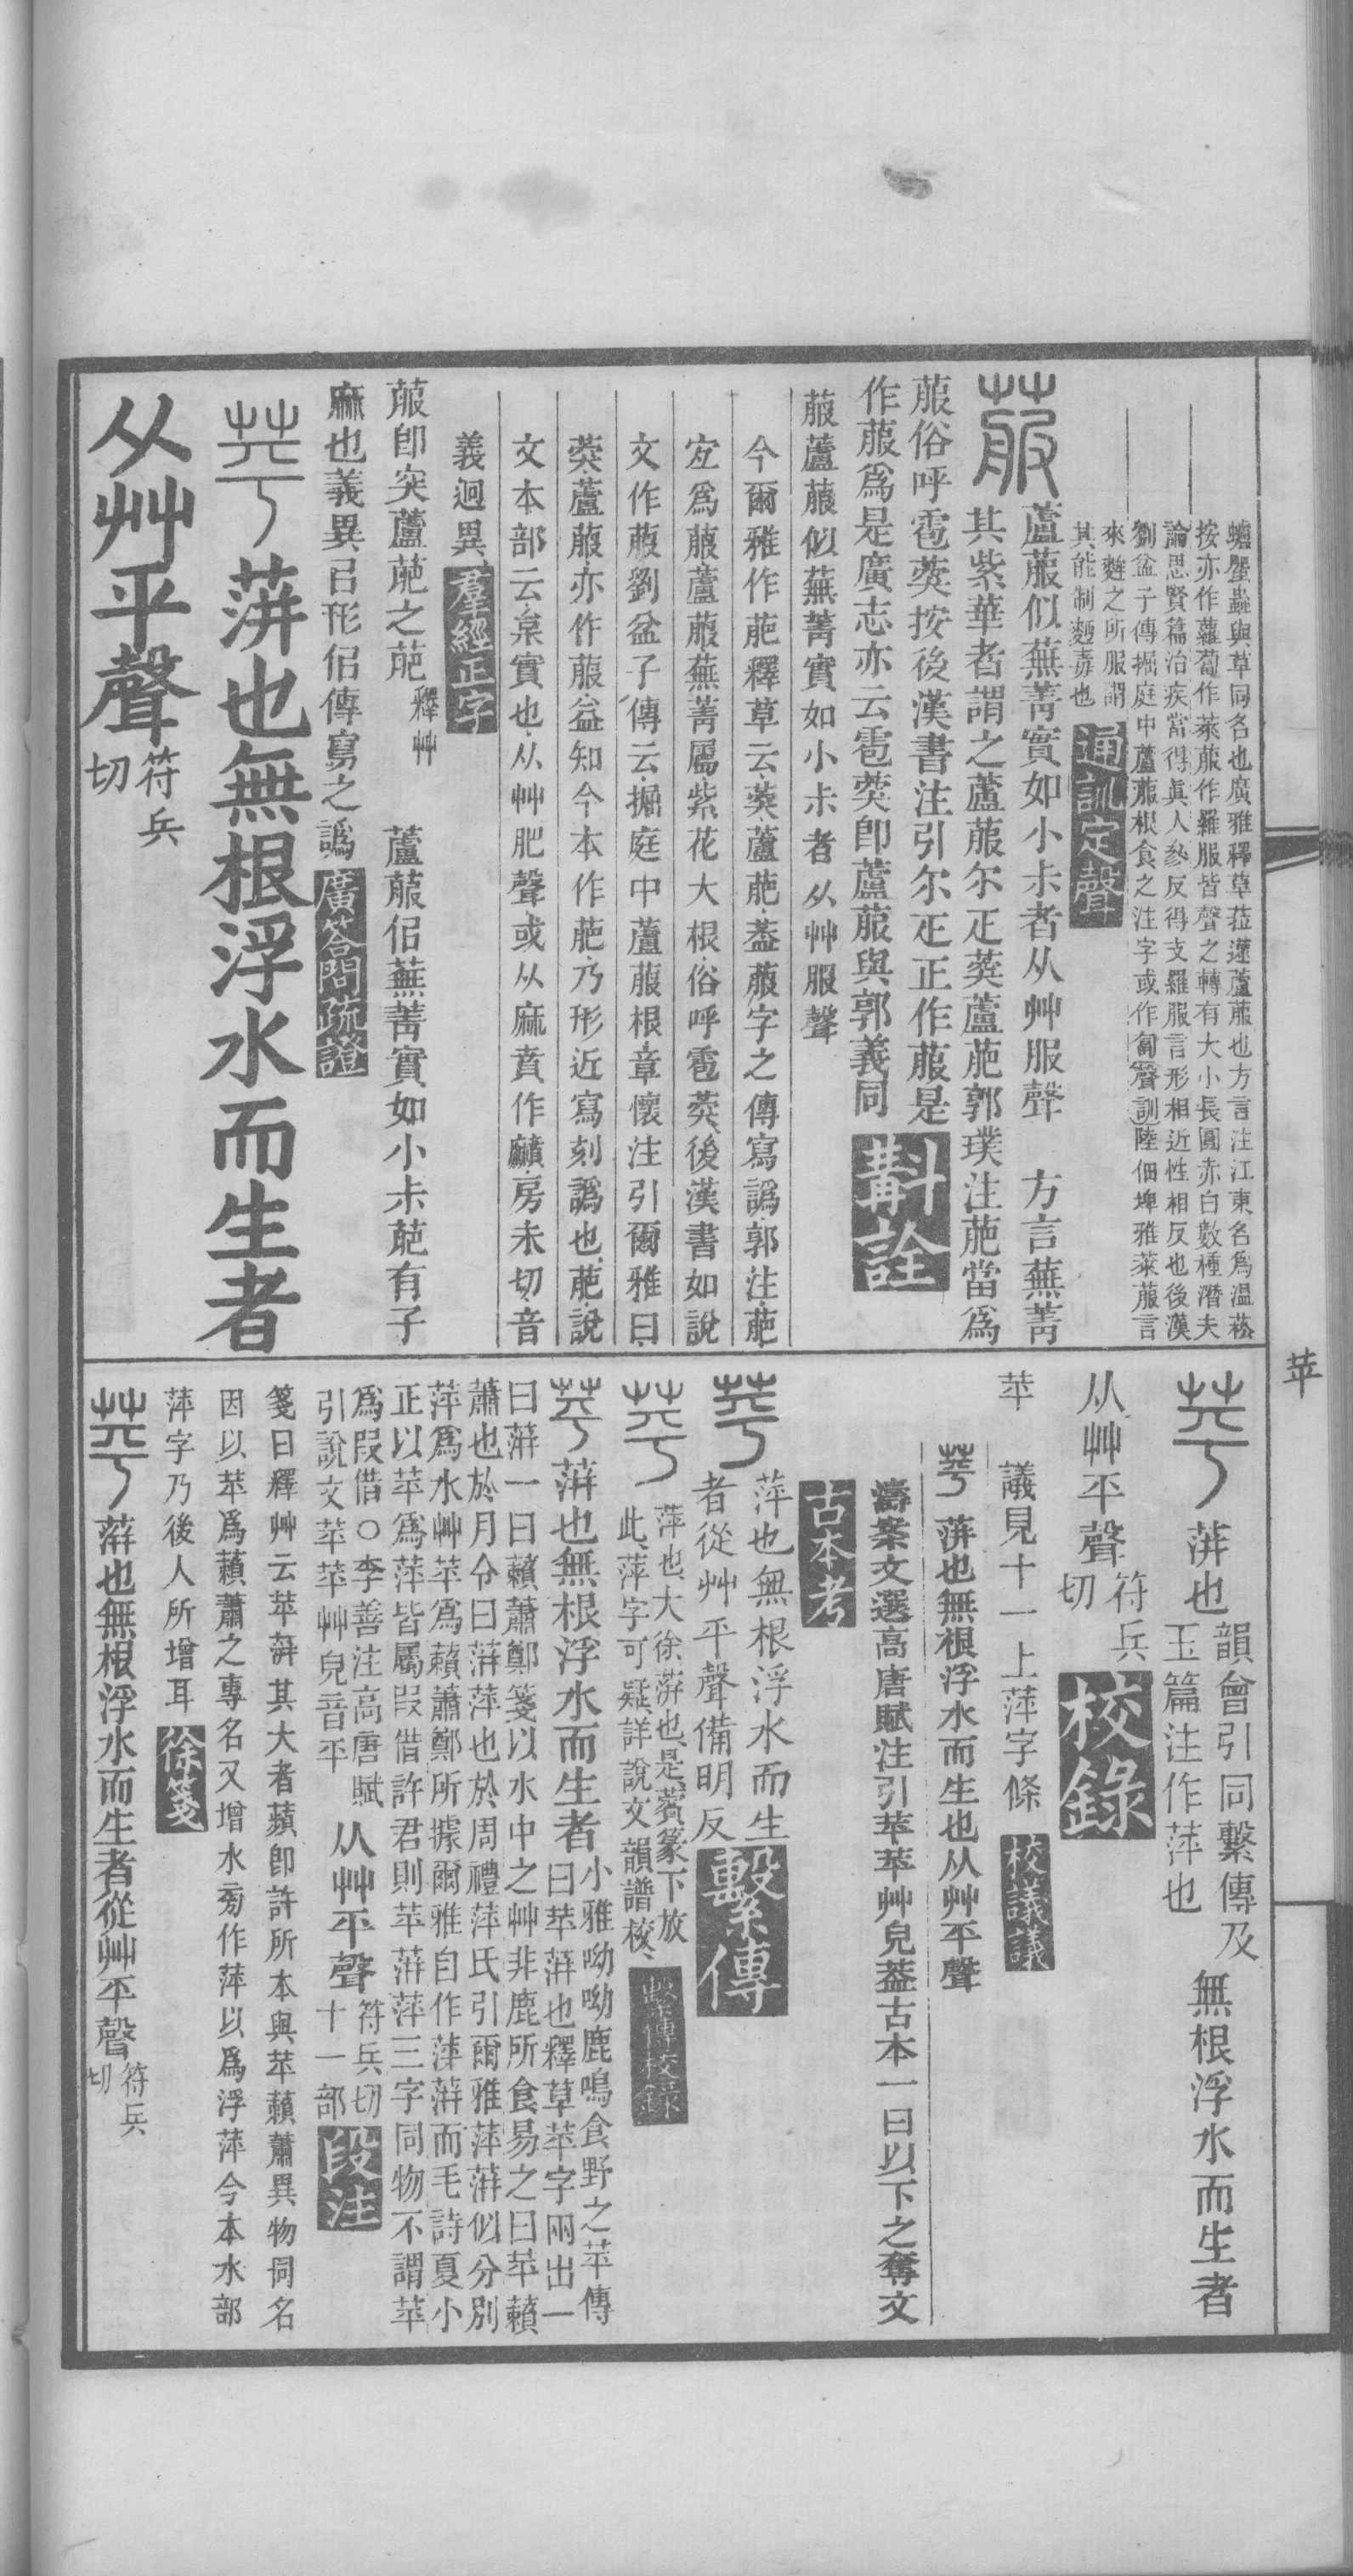 蟅蟹蟲與草同名也廣雅釋草菈蘧蘆菔也方言注江東名爲溫菘
按亦作蘿蔔作萊菔作羅服皆聲之轉有大小長圓赤白數種潛夫
論思賢篇治疾當得眞人參反得支羅服言形相近性相反也後漢
劉盆子傳掘庭中蘆菔根食之注字或作匐聲訓陸佃埤雅萊菔言
來麰之所服謂
其能制麪毒也
通訓定聲
菔
蘆菔似蕪菁實如小尗者从艸服聲　方言蕪菁
其紫華者謂之蘆菔尔疋葖蘆萉郭璞注萉當爲
菔俗呼雹葖按後漢書注引尔疋正作菔是
作菔爲是廣志亦云雹葖卽蘆菔與郭義同
斠詮
菔蘆菔似蕪菁實如小尗者从艸服聲
今爾雅作萉釋草云葖蘆萉蓋菔字之傳寫譌郭注萉
宜爲菔蘆菔蕪菁屬紫花大根俗呼雹葖後漢書如說
文作菔劉盆子傳云掘庭中蘆菔根章懷注引爾雅曰
葖蘆菔亦作菔益知今本作萉乃形近寫刻譌也萉說
文本部云枲實也从艸肥聲或从麻賁作黂房未切音
義迥異
羣經正字
菔卽突蘆萉之萉
釋艸
蘆菔佀蕪菁實如小尗萉有子
麻也義異㠯形佀傳寫之譌
廣答問疏證
苹蓱也無根浮水而生者
从艸平聲
符兵
切
苹
苹
蓱也
韻會引同繫傳及
玉篇注作萍也
無根浮水而生者
从艸平聲
符兵
切
校錄
苹　議見十一上萍字條
校議議
苹　蓱也無根浮水而生也从艸平聲
濤案文選高唐賦注引苹苹艸皃葢古本一曰以下之奪文
古本考
苹
萍也無根浮水而生
者從艸平聲備明反
繫傳
苹
萍也大徐蓱也是薲篆下放
此萍字可疑詳說文韻譜校
繫傳校錄
苹蓱也無根浮水而生者
小雅呦呦鹿鳴食野之苹傳
曰苹蓱也釋草苹字兩出一
曰蓱一曰藾蕭鄭箋以水中之艸非鹿所食易之曰苹藾
蕭也於月令曰蓱萍也於周禮萍氏引爾雅萍蓱似分別
萍爲水艸苹爲藾蕭鄭所據爾雅自作萍蓱而毛詩夏小
正以苹爲萍皆屬叚借許君則苹蓱萍三字同物不謂苹
爲叚借○李善注高唐賦
引說文苹苹艸皃音平
从艸平聲
符兵切
十一部
段注
箋曰釋艸云苹蓱其大者蘋卽許所本與苹藾蕭異物同名
因以苹爲藾蕭之專名又增水旁作萍以爲浮萍今本水部
萍字乃後人所增耳
徐箋
苹蓱也無根浮水而生者從艸平聲
符兵
切